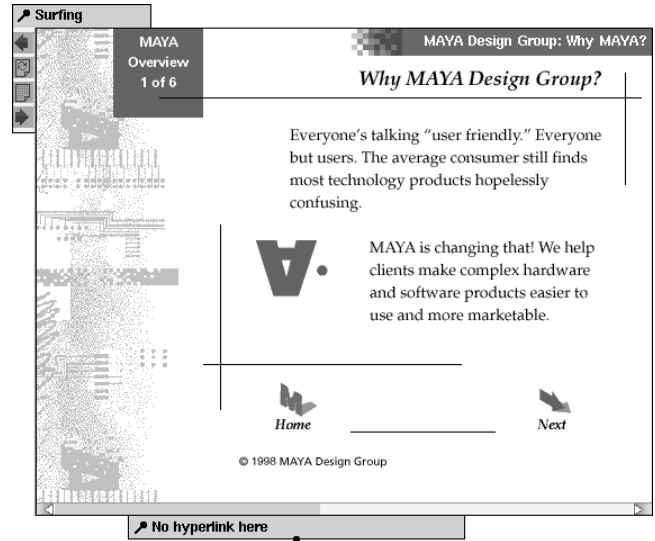 Surfing
MAYA
Overview
1 of 6
MAYA Design Group: Why MAYA?
Why MAYA Design Group?
Everyone’s talking “user friendly.” Everyone
but users. The average consumer still finds
most technology products hopelessly
confusing.
MAYA is changing that! We help
clients make complex hardware
and software products easier to
use and more marketable.
Home
Next
© 1998 MAYA Design Group
No hyperlink here